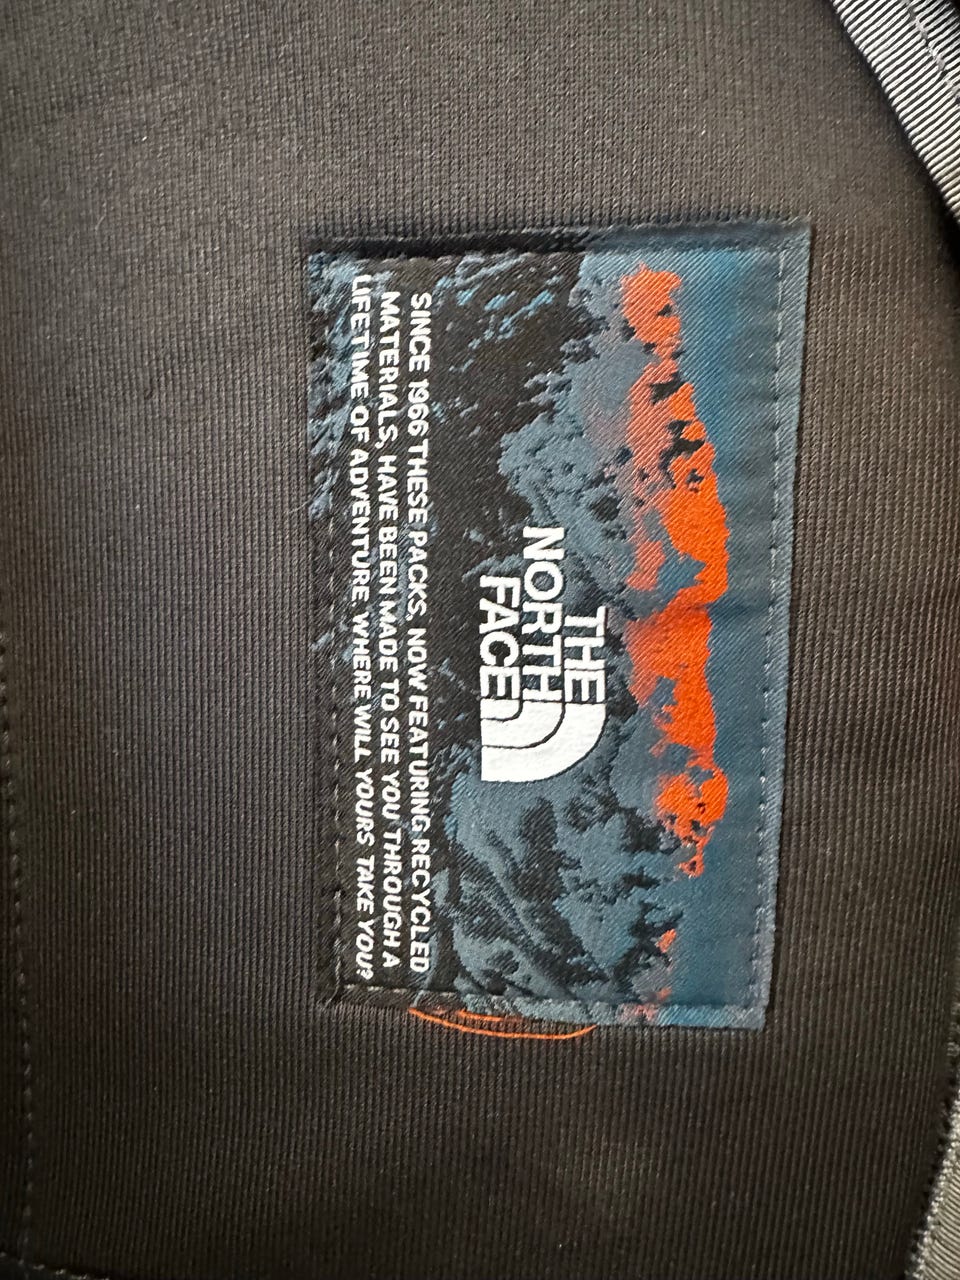 THE
NORTH
FACE
SINCE 1966 THESE PACKS, NOW FEATURING RECYCLED
MATERIALS, HAVE BEEN MADE TO SEE YOU THROUGH A
LIFETIME OF ADVENTURE. WHERE WILL YOURS TAKE YOU?